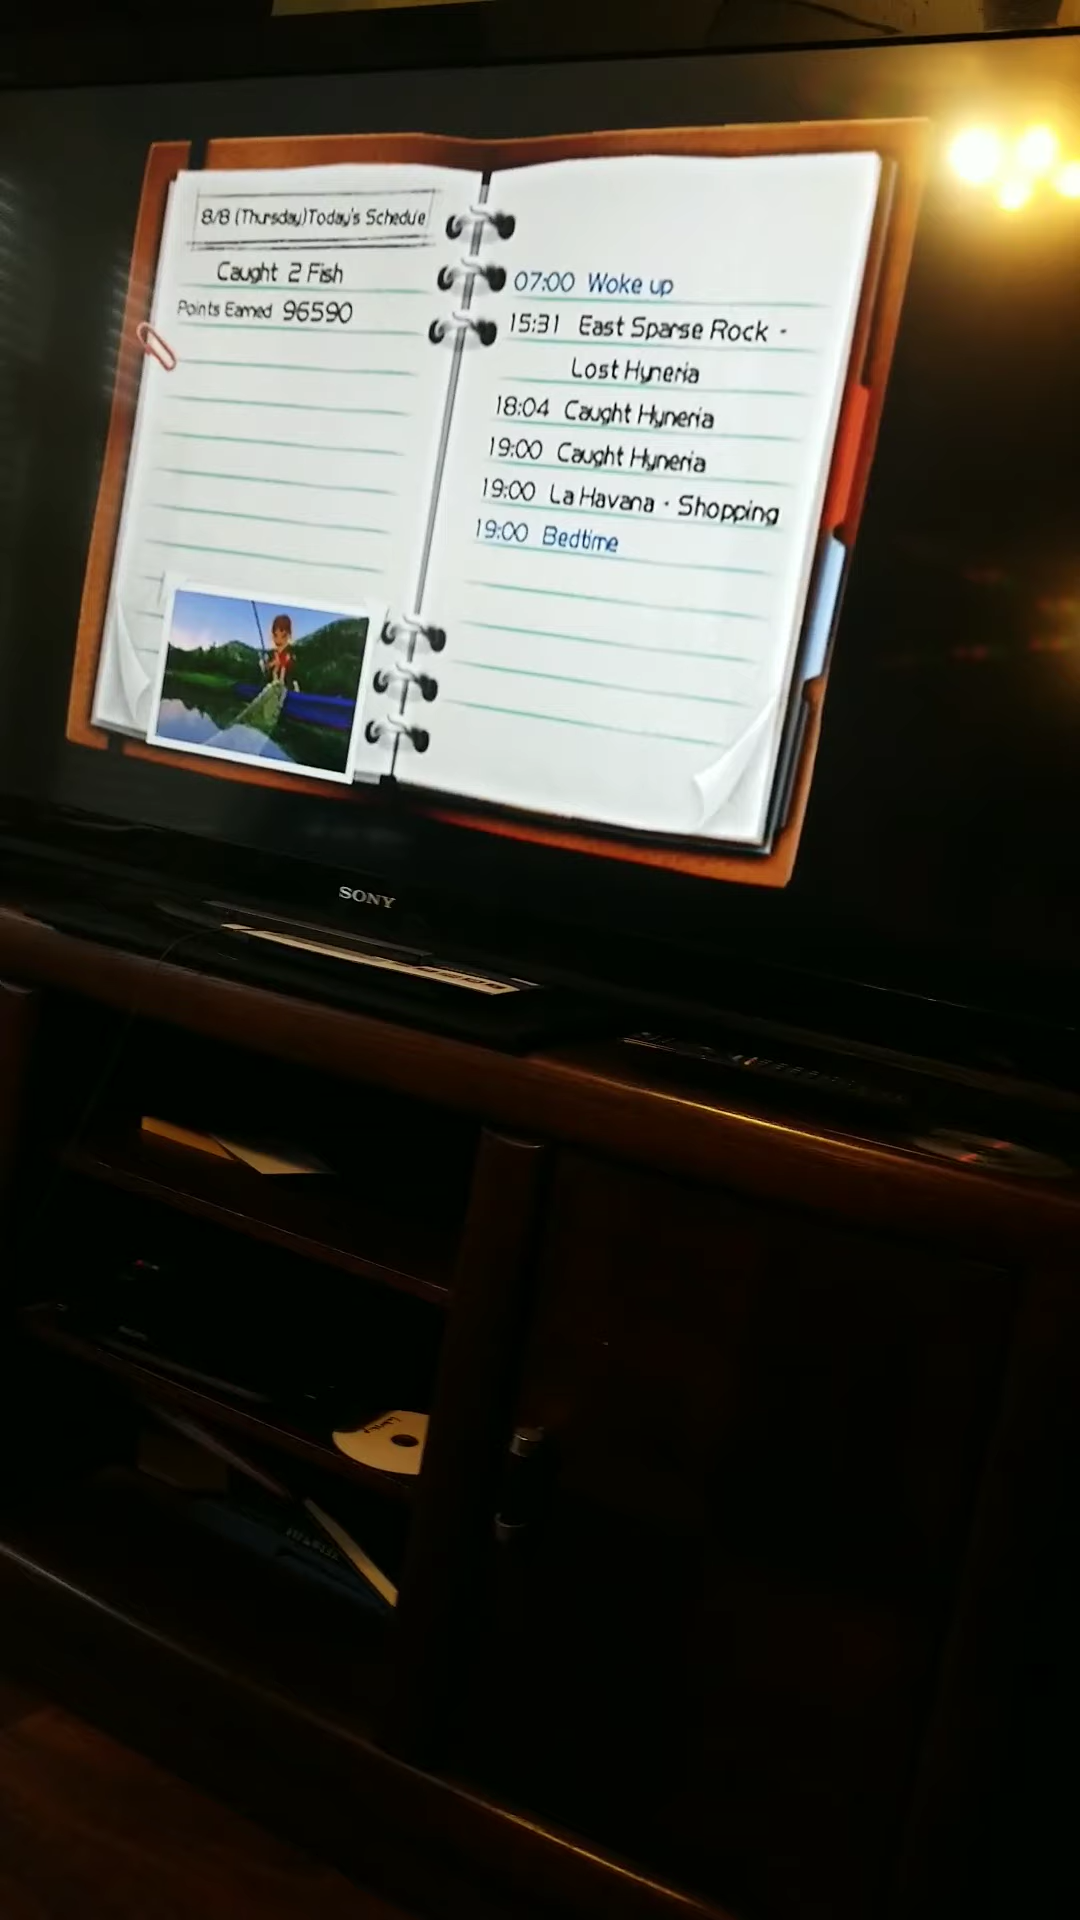 8/8 (Thursday)Today's Schedule
Caught 2 Fish
Points Earned 96590
07:00 Woke up
15:31 East Sparse Rock -
Lost Hyneria
18:04 Caught Hyneria
19:00 Caught Hyneria
19:00 La Havana - Shopping
19:00 Bedtime
SONY